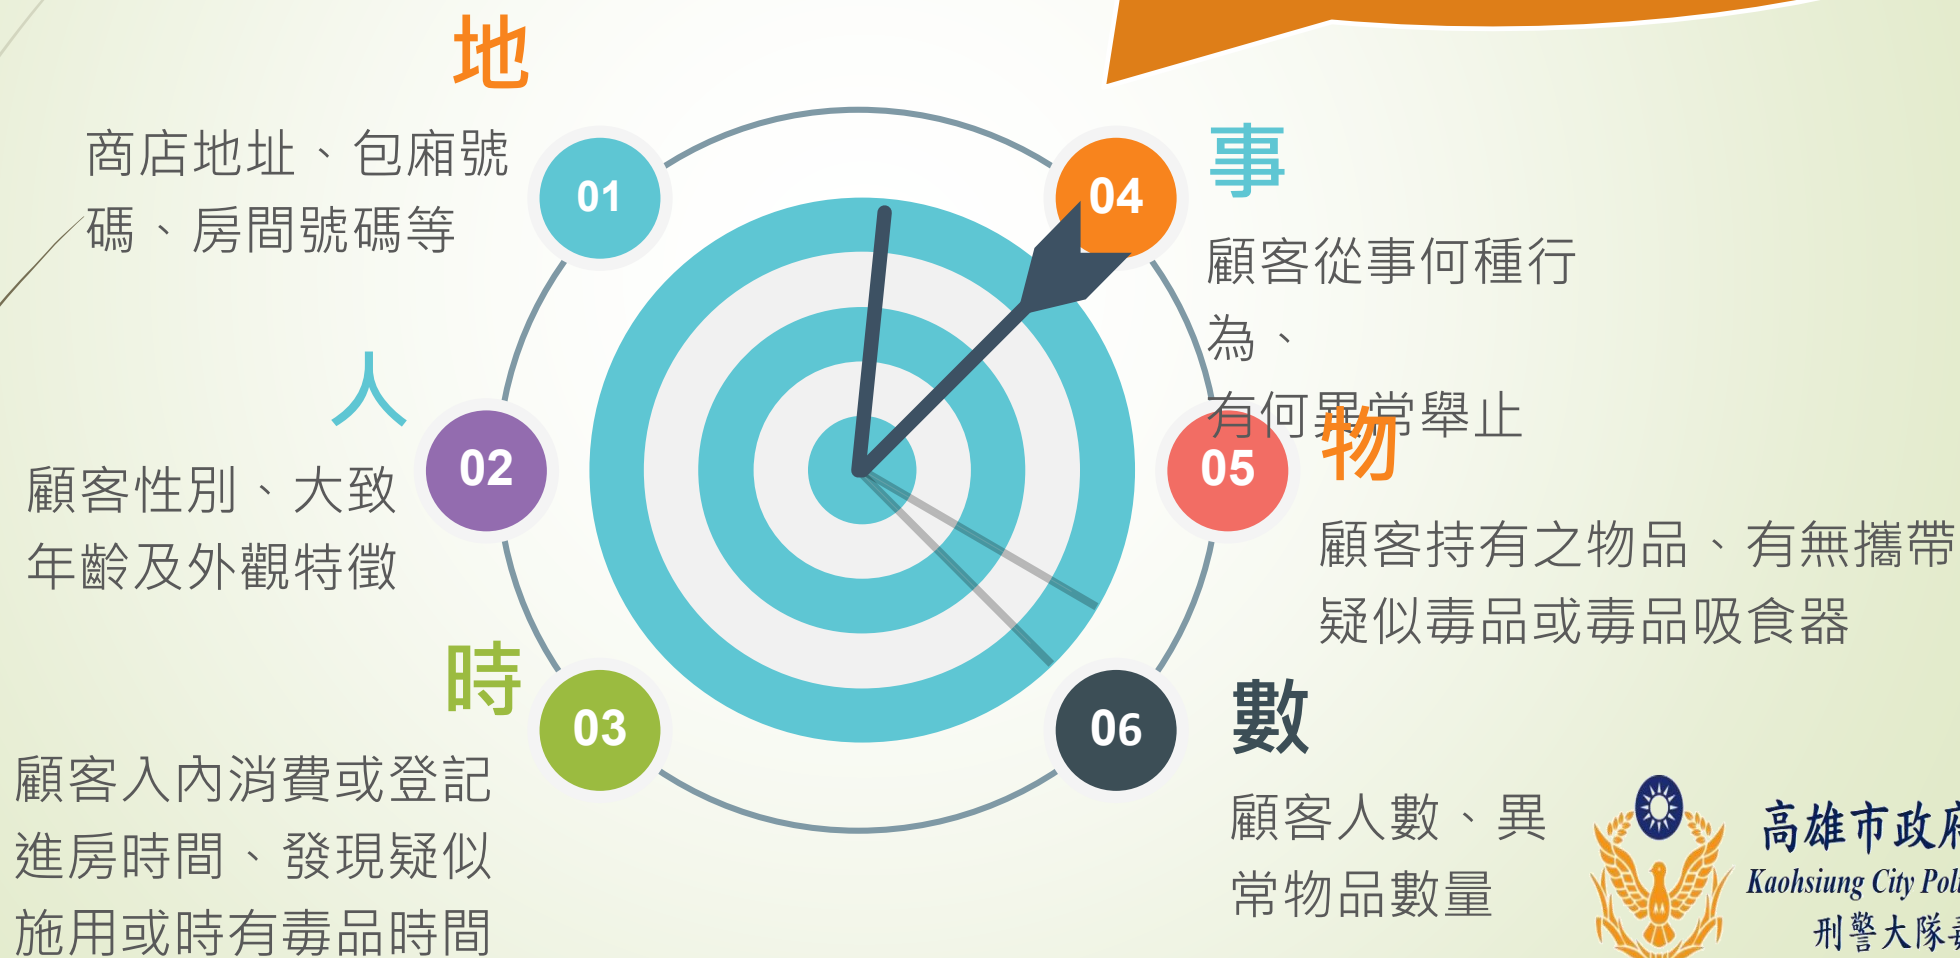 地
01
商店地址、包廂號
碼、房間號碼等
人
02
顧客性別、大致
年齡及外觀特徵
時
03
顧客入內消費或登記
進房時間、發現疑似
施用或時有毒品時間
04
事
顧客從事何種行
為、
有何異常舉止
05
物
顧客持有之物品、有無攜帶
疑似毒品或毒品吸食器
06
數
顧客人數、異
常物品數量
高雄市政府
Kaohsiung City Poli
刑警大隊毒